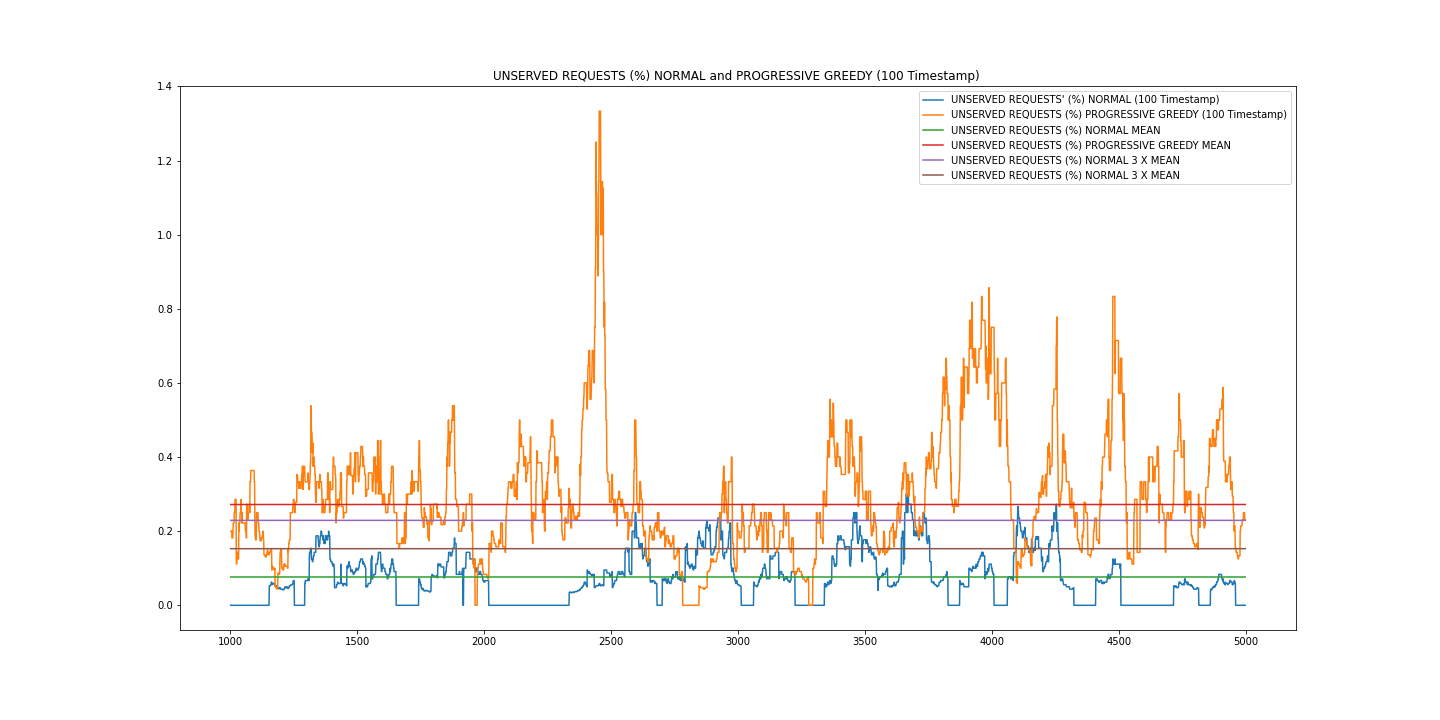 UNSERVED REQUESTS (%) NORMAL and PROGRESSIVE GREEDY (100 Timestamp)
UNSERVED REQUESTS' (%) NORMAL (100 Timestamp)
UNSERVED REQUESTS (%) PROGRESSIVE GREEDY (100 Timestamp)
UNSERVED REQUESTS (%) NORMAL MEAN
UNSERVED REQUESTS (%) PROGRESSIVE GREEDY MEAN
UNSERVED REQUESTS (%) NORMAL 3 X MEAN
UNSERVED REQUESTS (%) NORMAL 3 X MEAN
1.4
1.2
1.0
0.8
0.6
0.4
0.2
0.0
1000 1500 2000 2500 3000 3500 4000 4500 5000